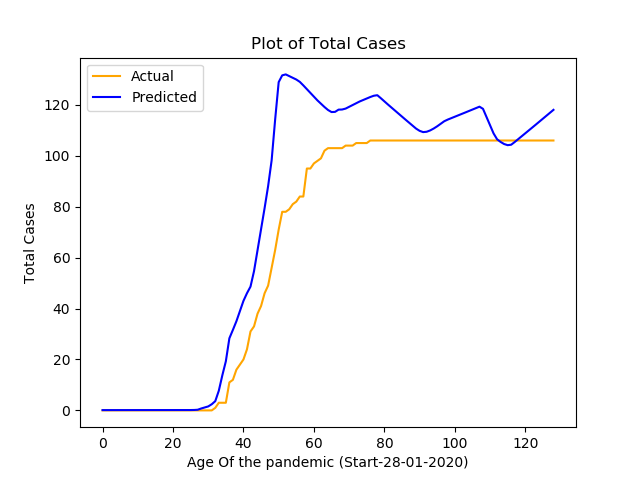 Plot of Total Cases
Actual
Predicted
120
100
80
60
40
20
0
Total Cases
0 20 40 60 80 100 120
Age Of the pandemic (Start-28-01-2020)